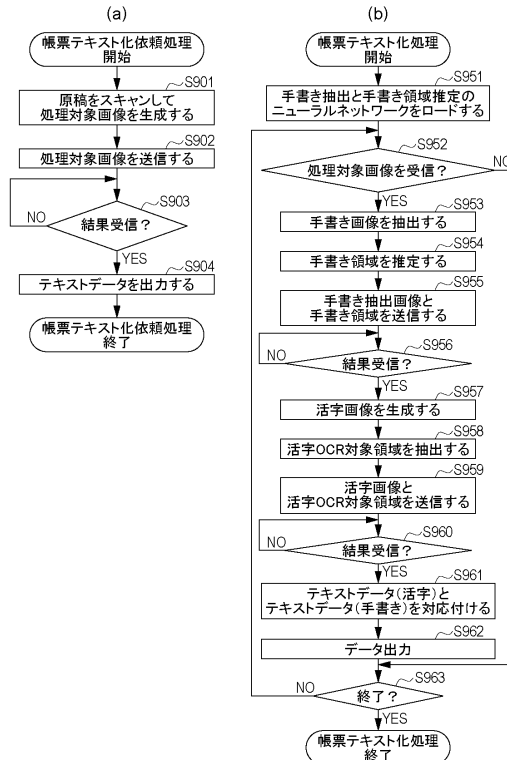 (a)
帳票テキスト化依頼処理
開始
S901
原稿をスキャンして
処理対象画像を生成する
S902
処理対象画像を送信する
S903
結果受信？
NO
YES
S904
テキストデータを出力する
帳票テキスト化依頼処理
終了
(b)
帳票テキスト化処理
開始
S951
手書き抽出と手書き領域推定の
ニューラルネットワークをロードする
S952
処理対象画像を受信？
NO
YES
S953
手書き画像を抽出する
S954
手書き領域を推定する
S955
手書き抽出画像と
手書き領域を送信する
S956
結果受信？
NO
YES
S957
活字画像を生成する
S958
活字OCR対象領域を抽出する
S959
活字画像と
活字OCR対象領域を送信する
S960
結果受信？
NO
YES
S961
テキストデータ（活字）と
テキストデータ（手書き）を対応付ける
S962
データ出力
S963
終了？
NO
YES
帳票テキスト化処理
終了